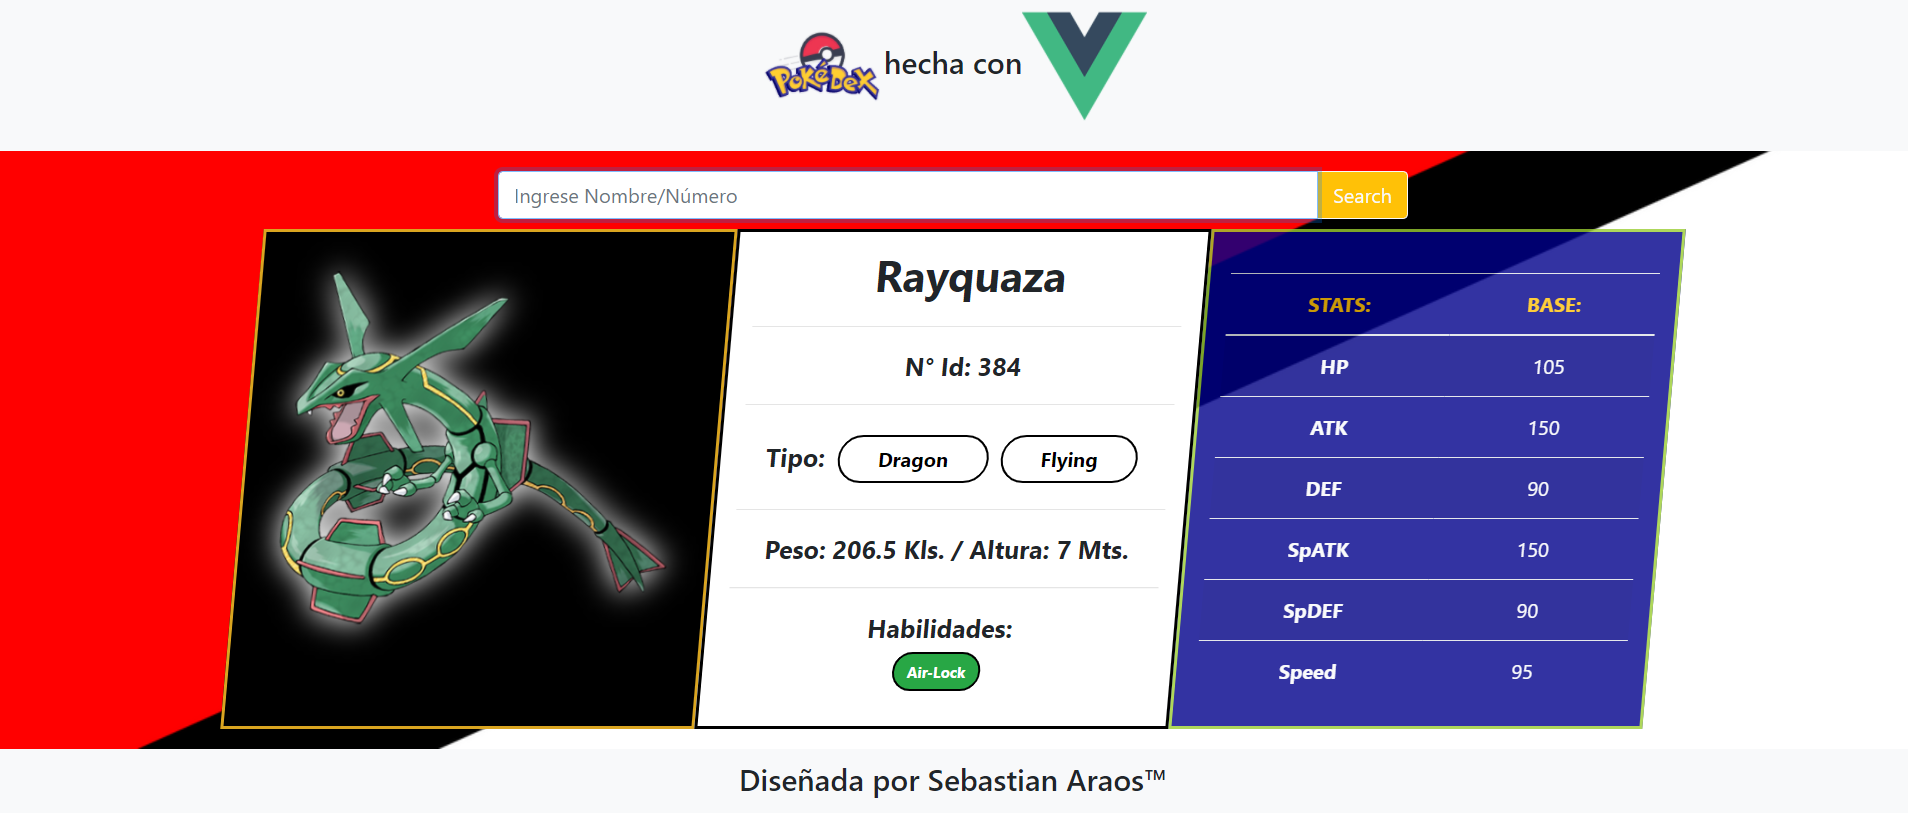 PokéDex hecha con
Ingrese Nombre/Número Search
Rayquaza
N° Id: 384
Tipo: Dragon Flying
Peso: 206.5 Kls. / Altura: 7 Mts.
Habilidades:
Air-Lock
STATS: BASE:
HP 105
ATK 150
DEF 90
SpATK 150
SpDEF 90
Speed 95
Diseñada por Sebastian Araos™